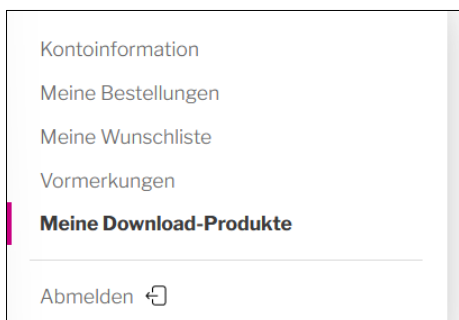 Kontoinformation
Meine Bestellungen
Meine Wunschliste
Vormerkungen
Meine Download-Produkte
Abmelden